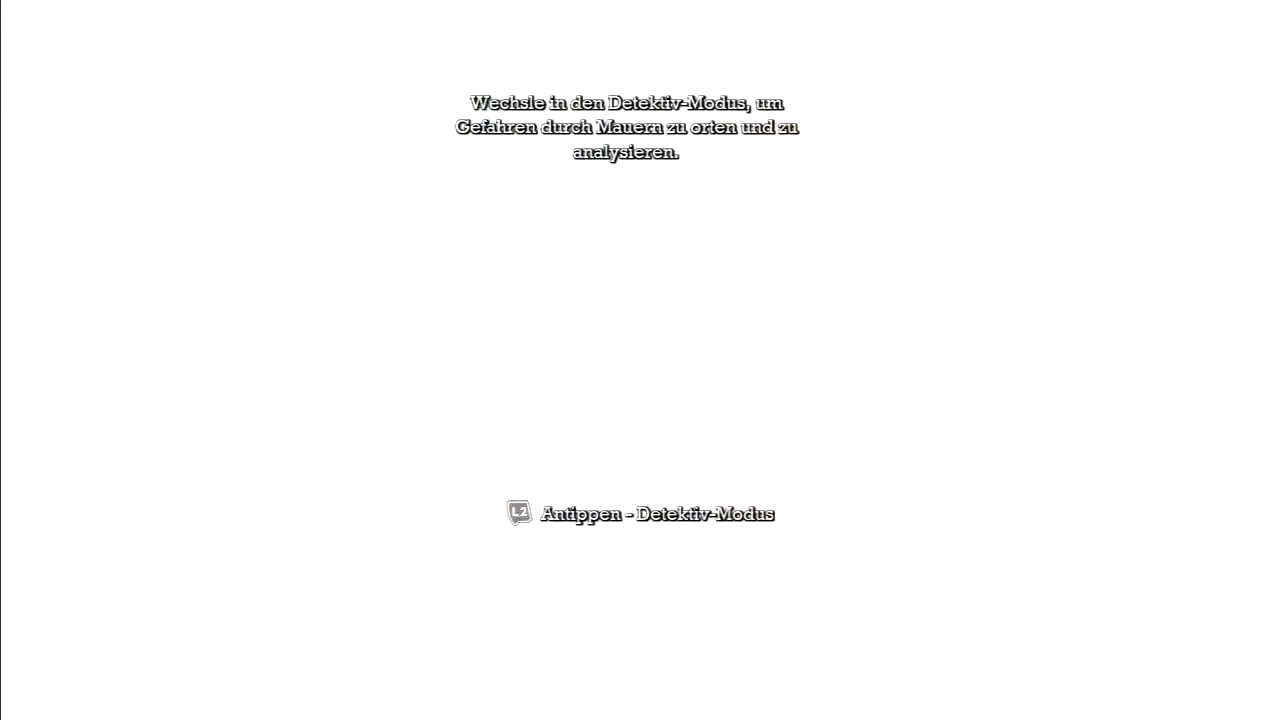 Wechsle in den Detektiv-Modus, um
Gefahren durch Mauern zu orten und zu
analysieren.
L2 Antippen - Detektiv-Modus